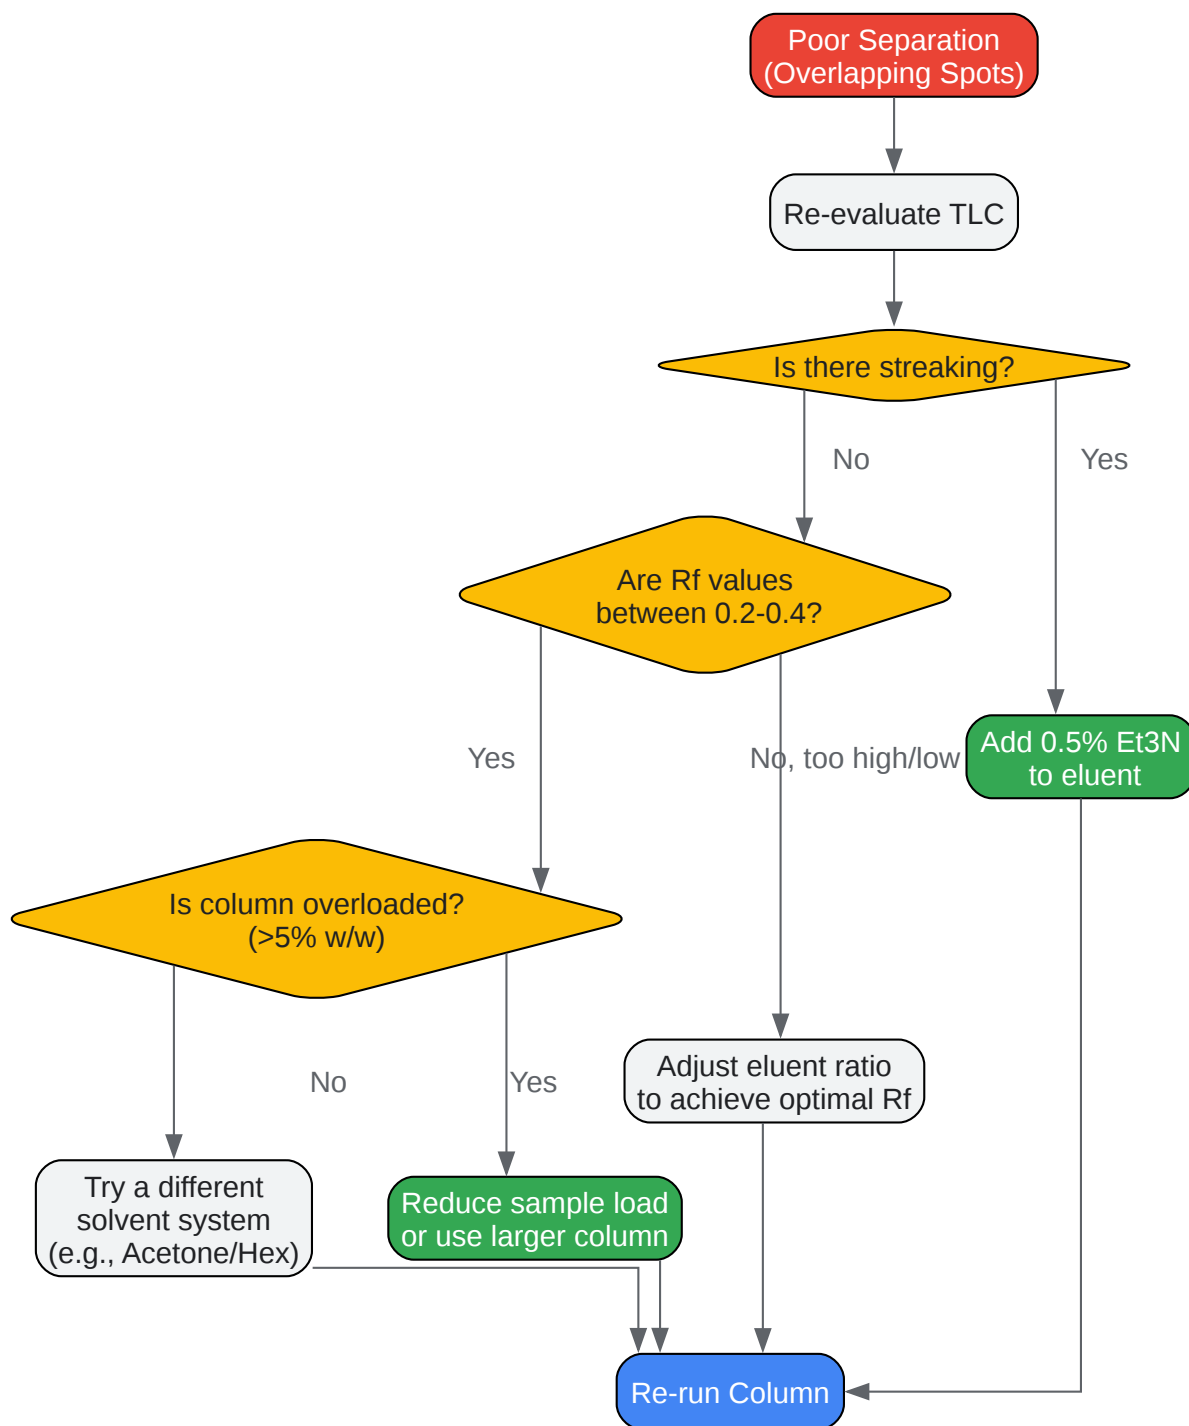 Poor Separation
(Overlapping Spots)
Re-evaluate TLC
Is there streaking?
No
Yes
Are Rf values
between 0.2-0.4?
Yes
No, too high/low
Add 0.5% Et3N
to eluent
Is column overloaded?
(>5% w/w)
No
Yes
Adjust eluent ratio
to achieve optimal Rf
Try a different
solvent system
(e.g., Acetone/Hex)
Reduce sample load
or use larger column
Re-run Column